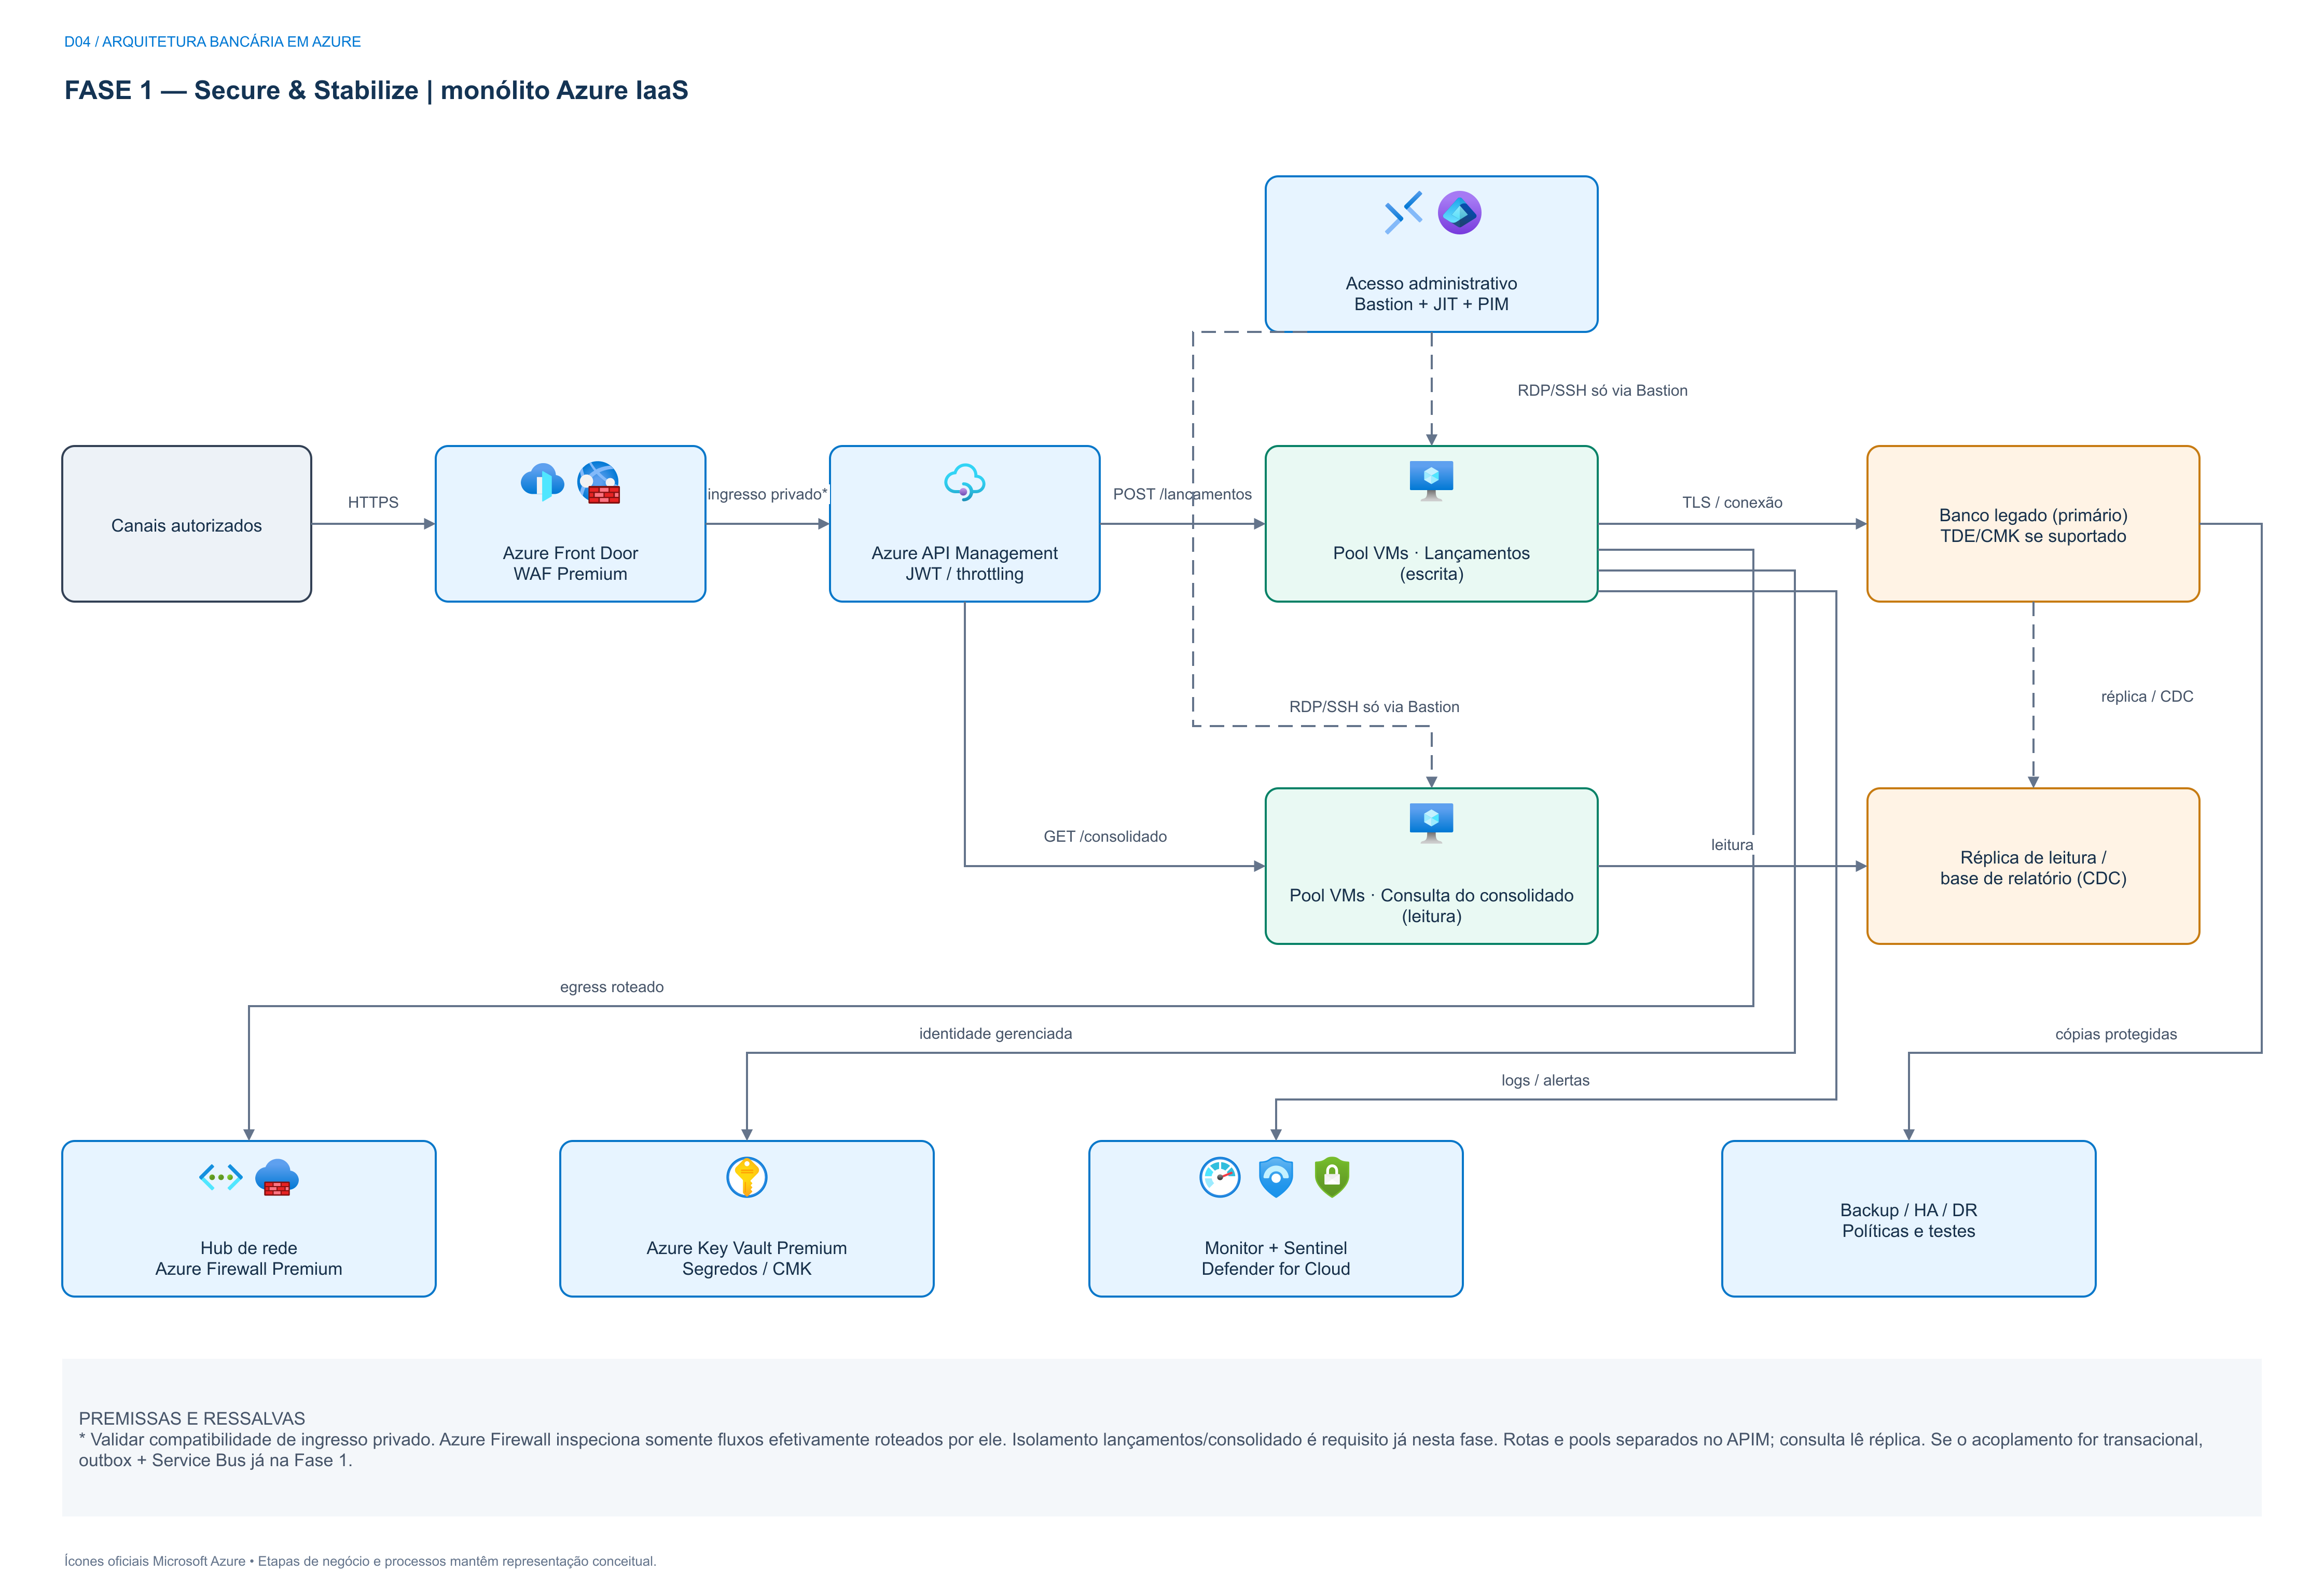 D04 / ARQUITETURA BANCÁRIA EM AZURE
FASE 1 — Secure & Stabilize | monólito Azure IaaS
Acesso administrativo
Bastion + JIT + PIM
RDP/SSH só via Bastion
Canais autorizados
HTTPS
Azure Front Door
WAF Premium
ingresso privado*
Azure API Management
JWT / throttling
POST /lançamentos
Pool VMs · Lançamentos
(escrita)
TLS / conexão
Banco legado (primário)
TDE/CMK se suportado
RDP/SSH só via Bastion
réplica / CDC
GET /consolidado
Pool VMs · Consulta do consolidado
(leitura)
leitura
Réplica de leitura /
base de relatório (CDC)
egress roteado
identidade gerenciada
logs / alertas
cópias protegidas
Hub de rede
Azure Firewall Premium
Azure Key Vault Premium
Segredos / CMK
Monitor + Sentinel
Defender for Cloud
Backup / HA / DR
Políticas e testes
PREMISSAS E RESSALVAS
* Validar compatibilidade de ingresso privado. Azure Firewall inspeciona somente fluxos efetivamente roteados por ele. Isolamento lançamentos/consolidado é requisito já nesta fase. Rotas e pools separados no APIM; consulta lê réplica. Se o acoplamento for transacional,
outbox + Service Bus já na Fase 1.
Ícones oficiais Microsoft Azure • Etapas de negócio e processos mantêm representação conceitual.